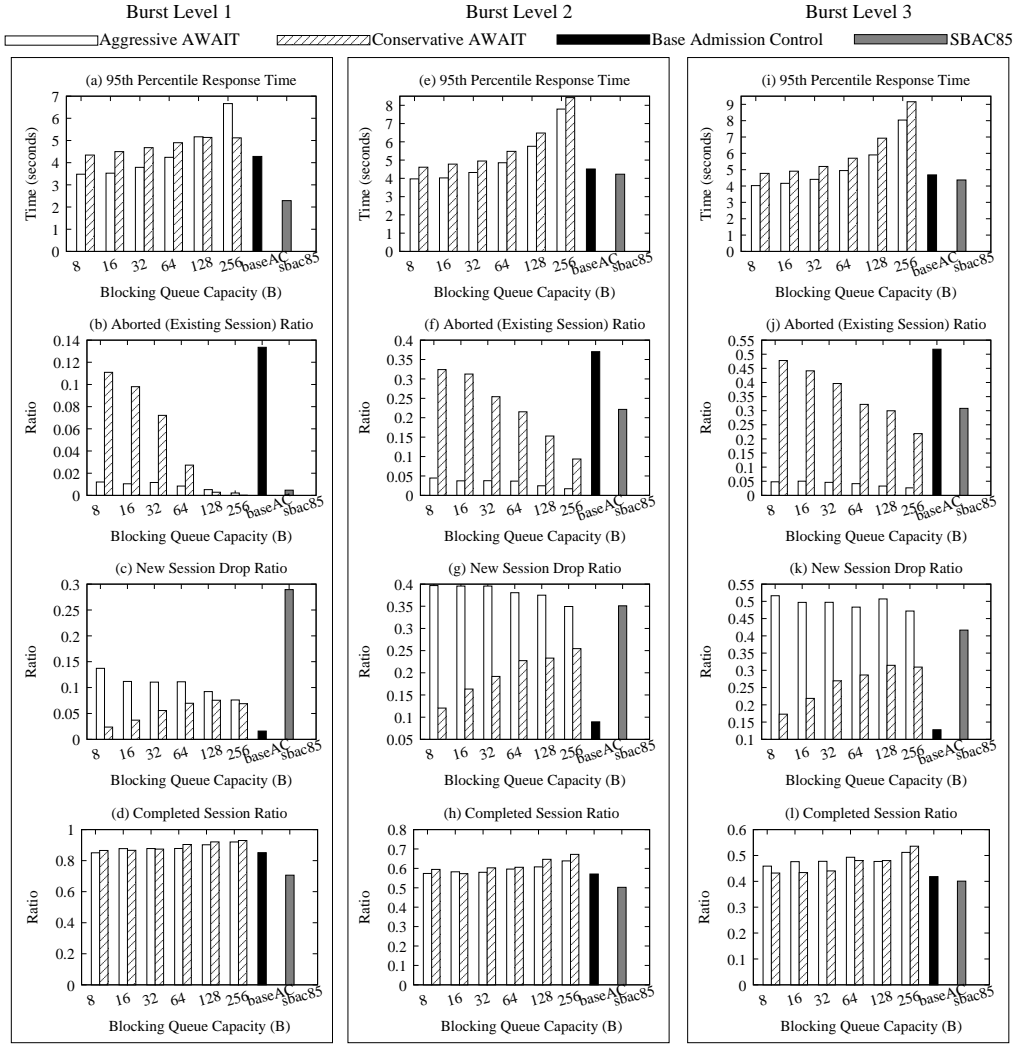 Burst Level 1
Burst Level 2
Burst Level 3
Aggressive AWAIT
Conservative AWAIT
Base Admission Control
SBAC85
(a) 95th Percentile Response Time
7
6
5
4
3
2
1
0
Time (seconds)
8 16 32 64 128 256 baseAC sbac85
Blocking Queue Capacity (B)
(b) Aborted (Existing Session) Ratio
0.14
0.12
0.1
0.08
0.06
0.04
0.02
0
Ratio
8 16 32 64 128 256 baseAC sbac85
Blocking Queue Capacity (B)
(c) New Session Drop Ratio
0.3
0.25
0.2
0.15
0.1
0.05
0
Ratio
8 16 32 64 128 256 baseAC sbac85
Blocking Queue Capacity (B)
(d) Completed Session Ratio
1
0.8
0.6
0.4
0.2
0
Ratio
8 16 32 64 128 256 baseAC sbac85
Blocking Queue Capacity (B)
(e) 95th Percentile Response Time
8
7
6
5
4
3
2
1
0
Time (seconds)
8 16 32 64 128 256 baseAC sbac85
Blocking Queue Capacity (B)
(f) Aborted (Existing Session) Ratio
0.4
0.35
0.3
0.25
0.2
0.15
0.1
0.05
0
Ratio
8 16 32 64 128 256 baseAC sbac85
Blocking Queue Capacity (B)
(g) New Session Drop Ratio
0.4
0.35
0.3
0.25
0.2
0.15
0.1
0.05
Ratio
8 16 32 64 128 256 baseAC sbac85
Blocking Queue Capacity (B)
(h) Completed Session Ratio
0.8
0.7
0.6
0.5
0.4
0.3
0.2
0.1
0
Ratio
8 16 32 64 128 256 baseAC sbac85
Blocking Queue Capacity (B)
(i) 95th Percentile Response Time
9
8
7
6
5
4
3
2
1
0
Time (seconds)
8 16 32 64 128 256 baseAC sbac85
Blocking Queue Capacity (B)
(j) Aborted (Existing Session) Ratio
0.55
0.5
0.45
0.4
0.35
0.3
0.25
0.2
0.15
0.1
0.05
0
Ratio
8 16 32 64 128 256 baseAC sbac85
Blocking Queue Capacity (B)
(k) New Session Drop Ratio
0.55
0.5
0.45
0.4
0.35
0.3
0.25
0.2
0.15
0.1
Ratio
8 16 32 64 128 256 baseAC sbac85
Blocking Queue Capacity (B)
(l) Completed Session Ratio
0.6
0.5
0.4
0.3
0.2
0.1
0
Ratio
8 16 32 64 128 256 baseAC sbac85
Blocking Queue Capacity (B)